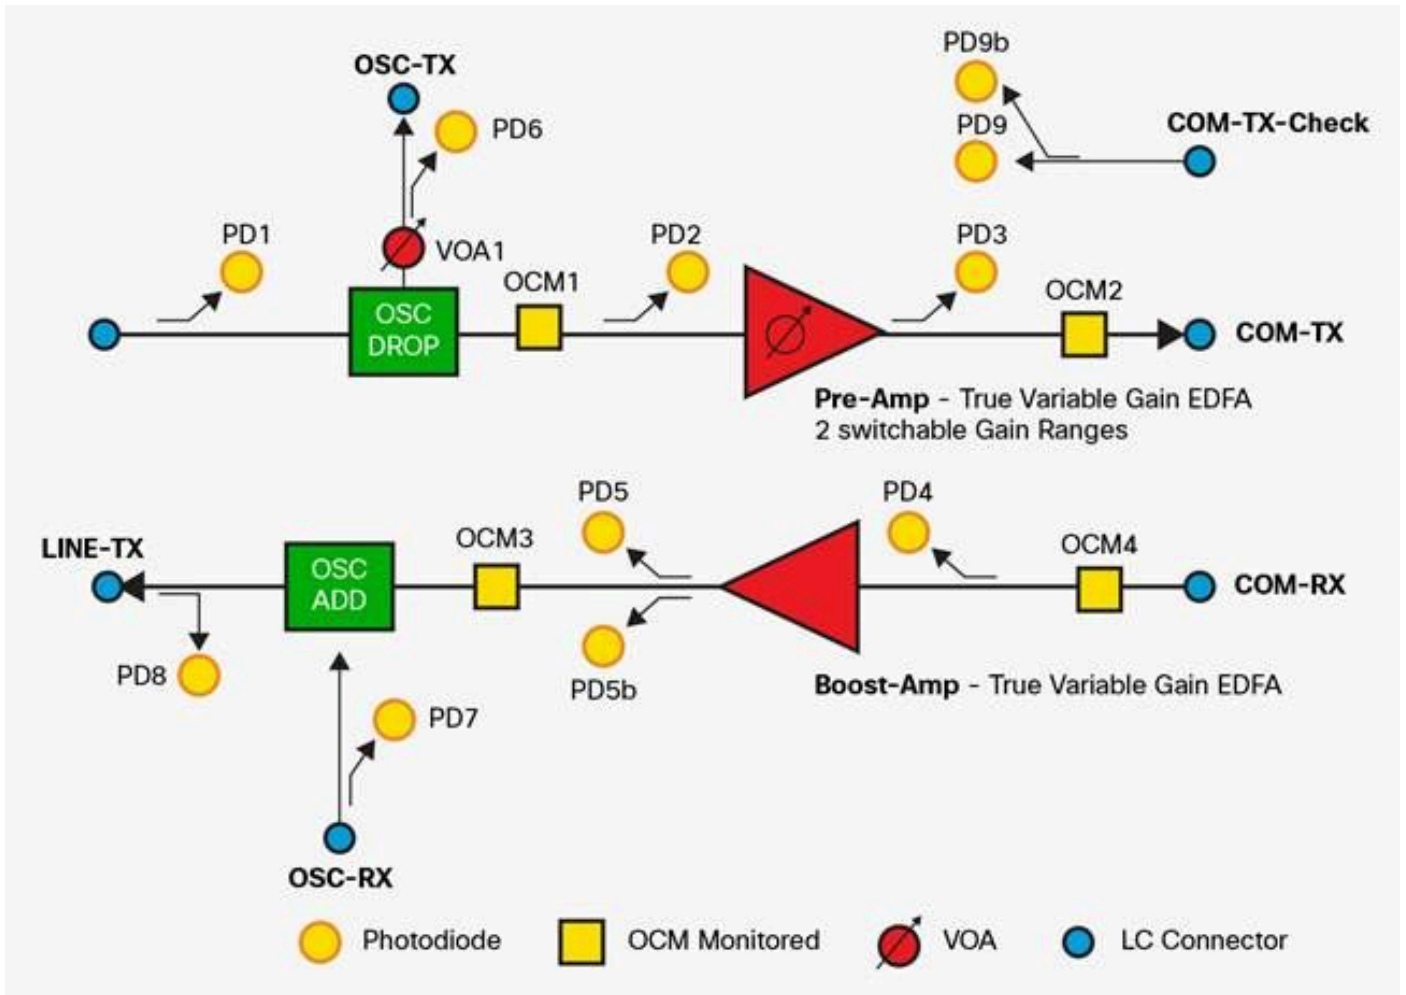 OSC-TX
PD6
PD9b
PD9
COM-TX-Check
PD1
VOA1
OCM1
PD2
PD3
OCM2
OSC
DROP
COM-TX
Pre-Amp - True Variable Gain EDFA
2 switchable Gain Ranges
LINE-TX
OSC
ADD
OCM3
PD5
PD4
OCM4
COM-RX
PD8
PD5b
Boost-Amp - True Variable Gain EDFA
PD7
OSC-RX
Photodiode
OCM Monitored
VOA
LC Connector